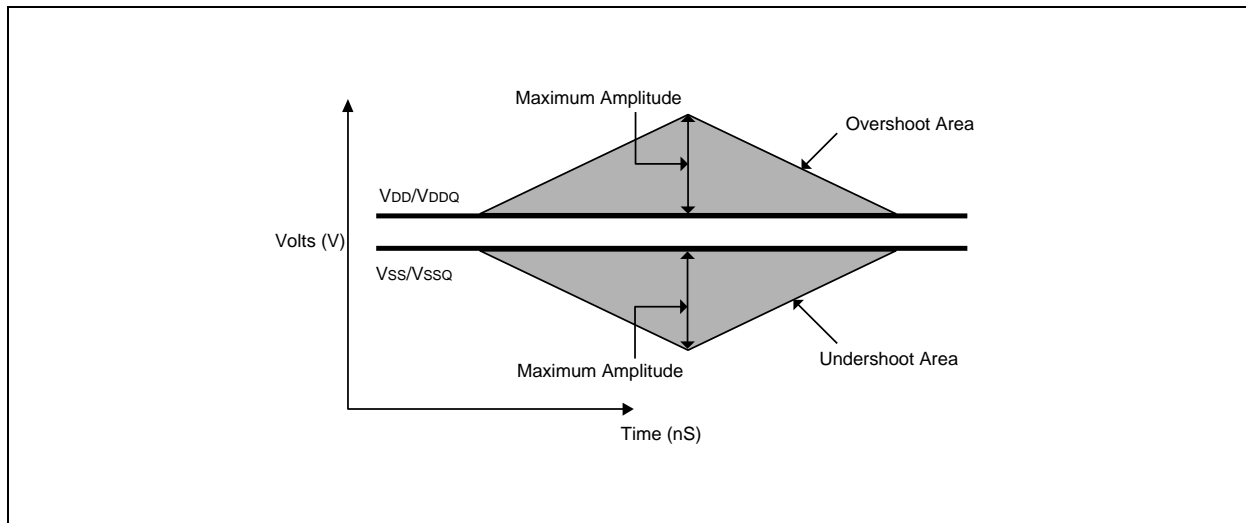 Maximum Amplitude
Overshoot Area
VDD/VDDQ
Volts (V)
VSS/VSSQ
Undershoot Area
Maximum Amplitude
Time (nS)